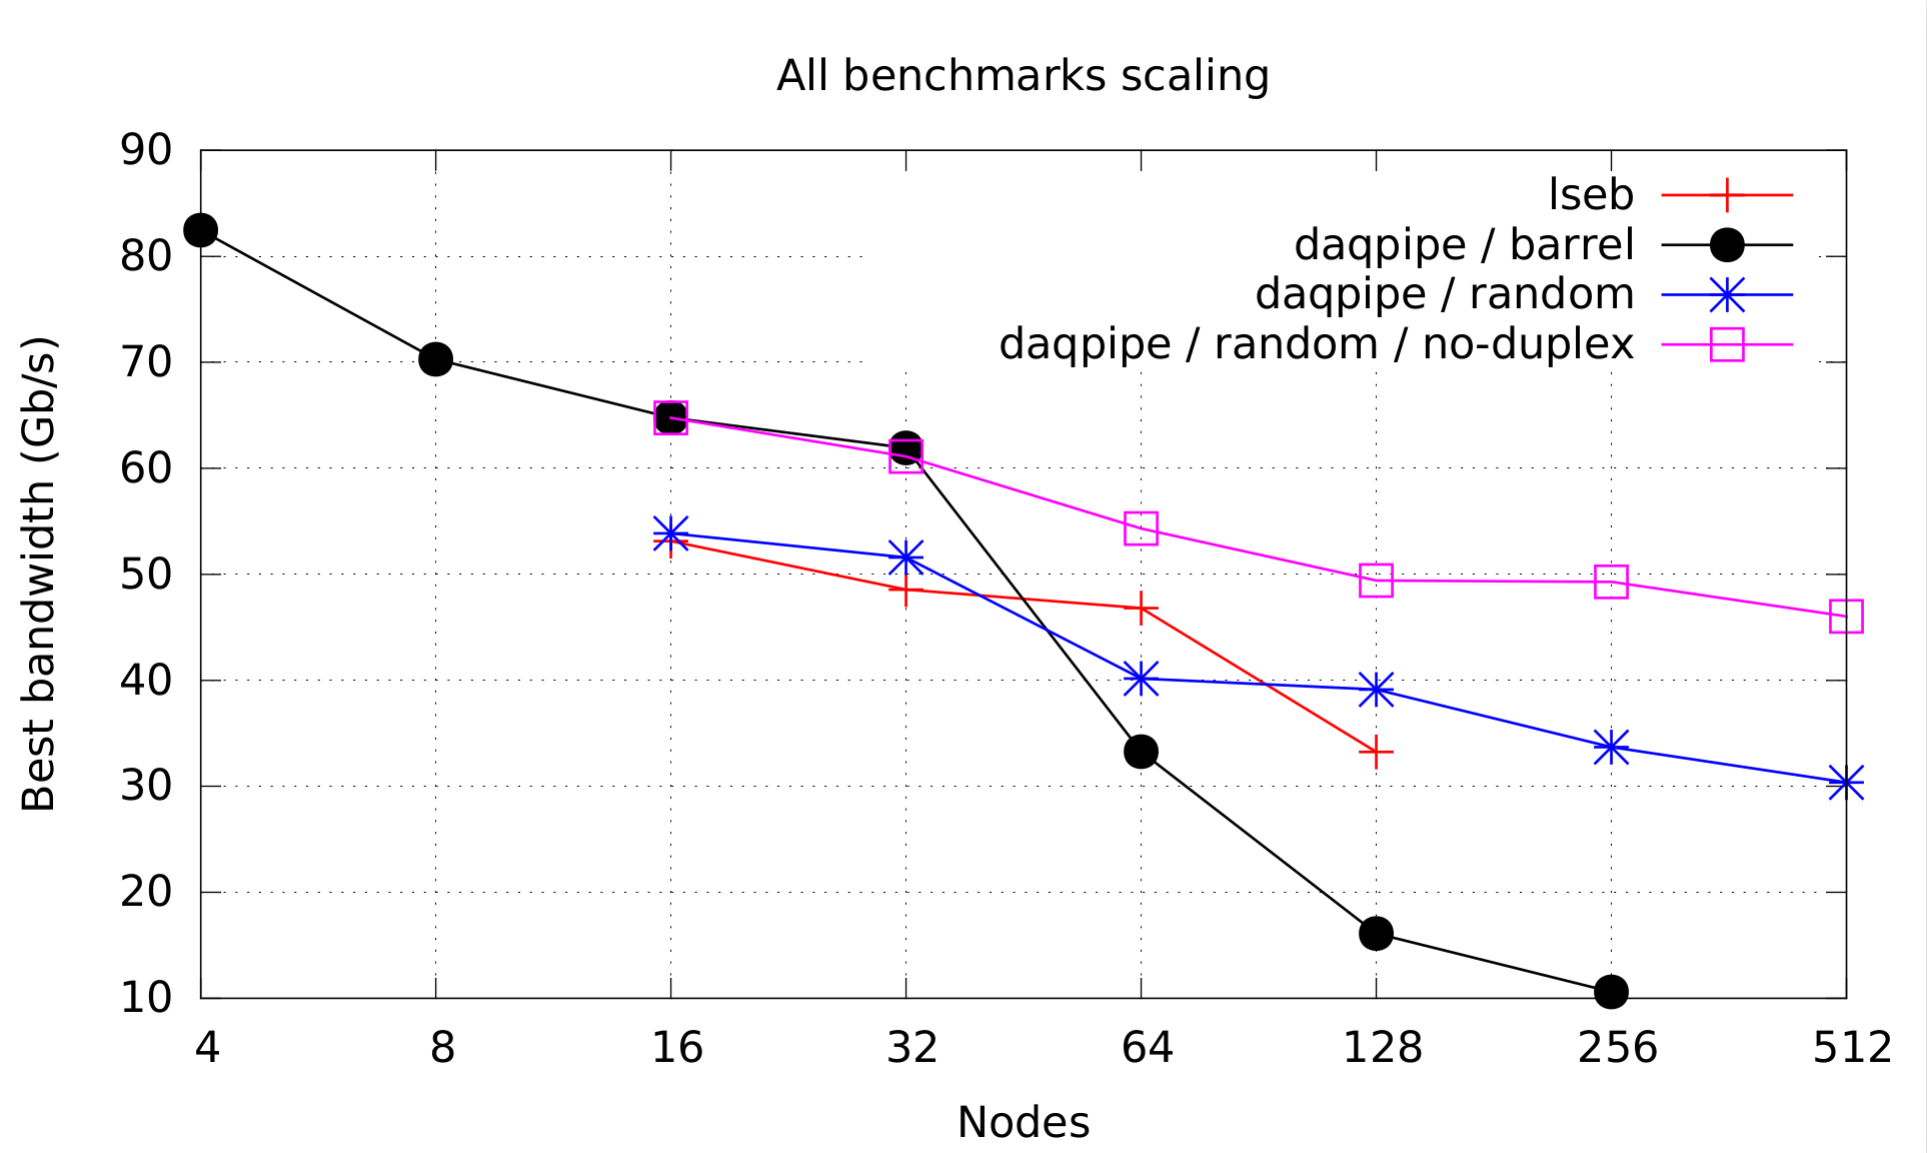 All benchmarks scaling
90
80
70
60
50
40
30
20
10
Best bandwidth (Gb/s)
lseb
daqpipe / barrel
daqpipe / random
daqpipe / random / no-duplex
4 8 16 32 64 128 256 512
Nodes